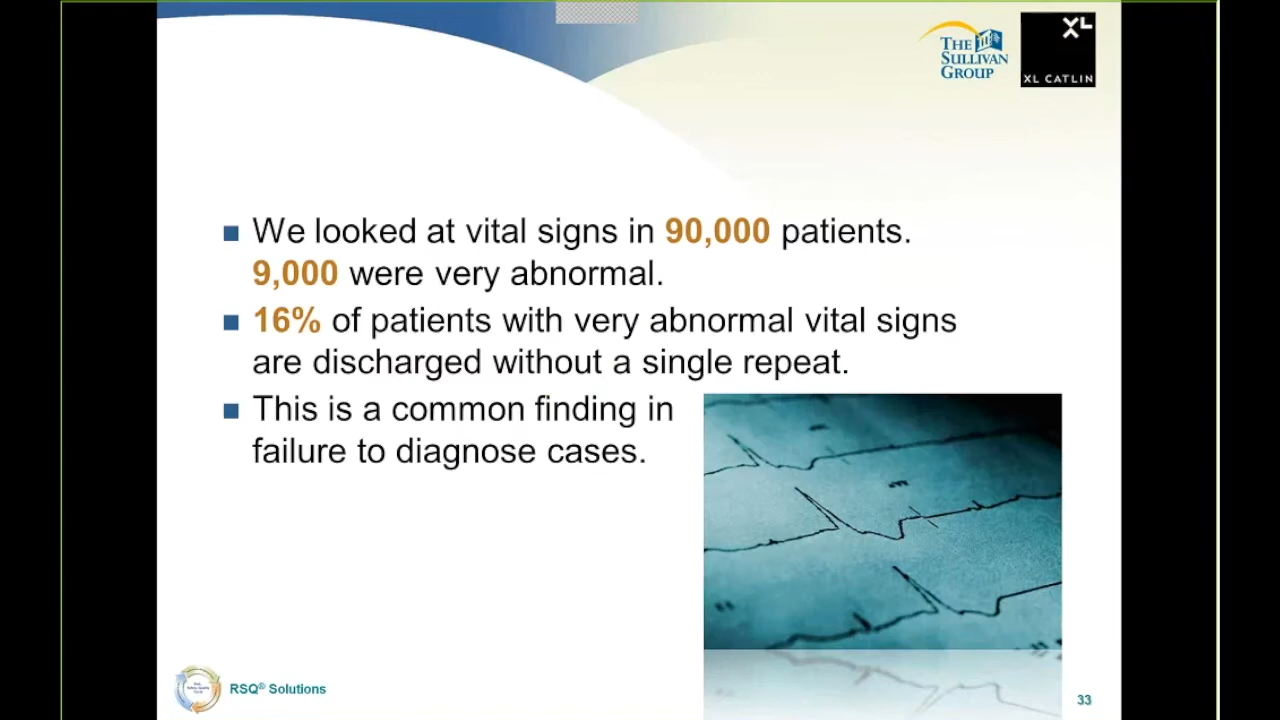 THE
SULLIVAN
GROUP
XL
XL CATLIN
We looked at vital signs in 90,000 patients.
9,000 were very abnormal.
16% of patients with very abnormal vital signs
are discharged without a single repeat.
This is a common finding in
failure to diagnose cases.
RSQ® Solutions
33